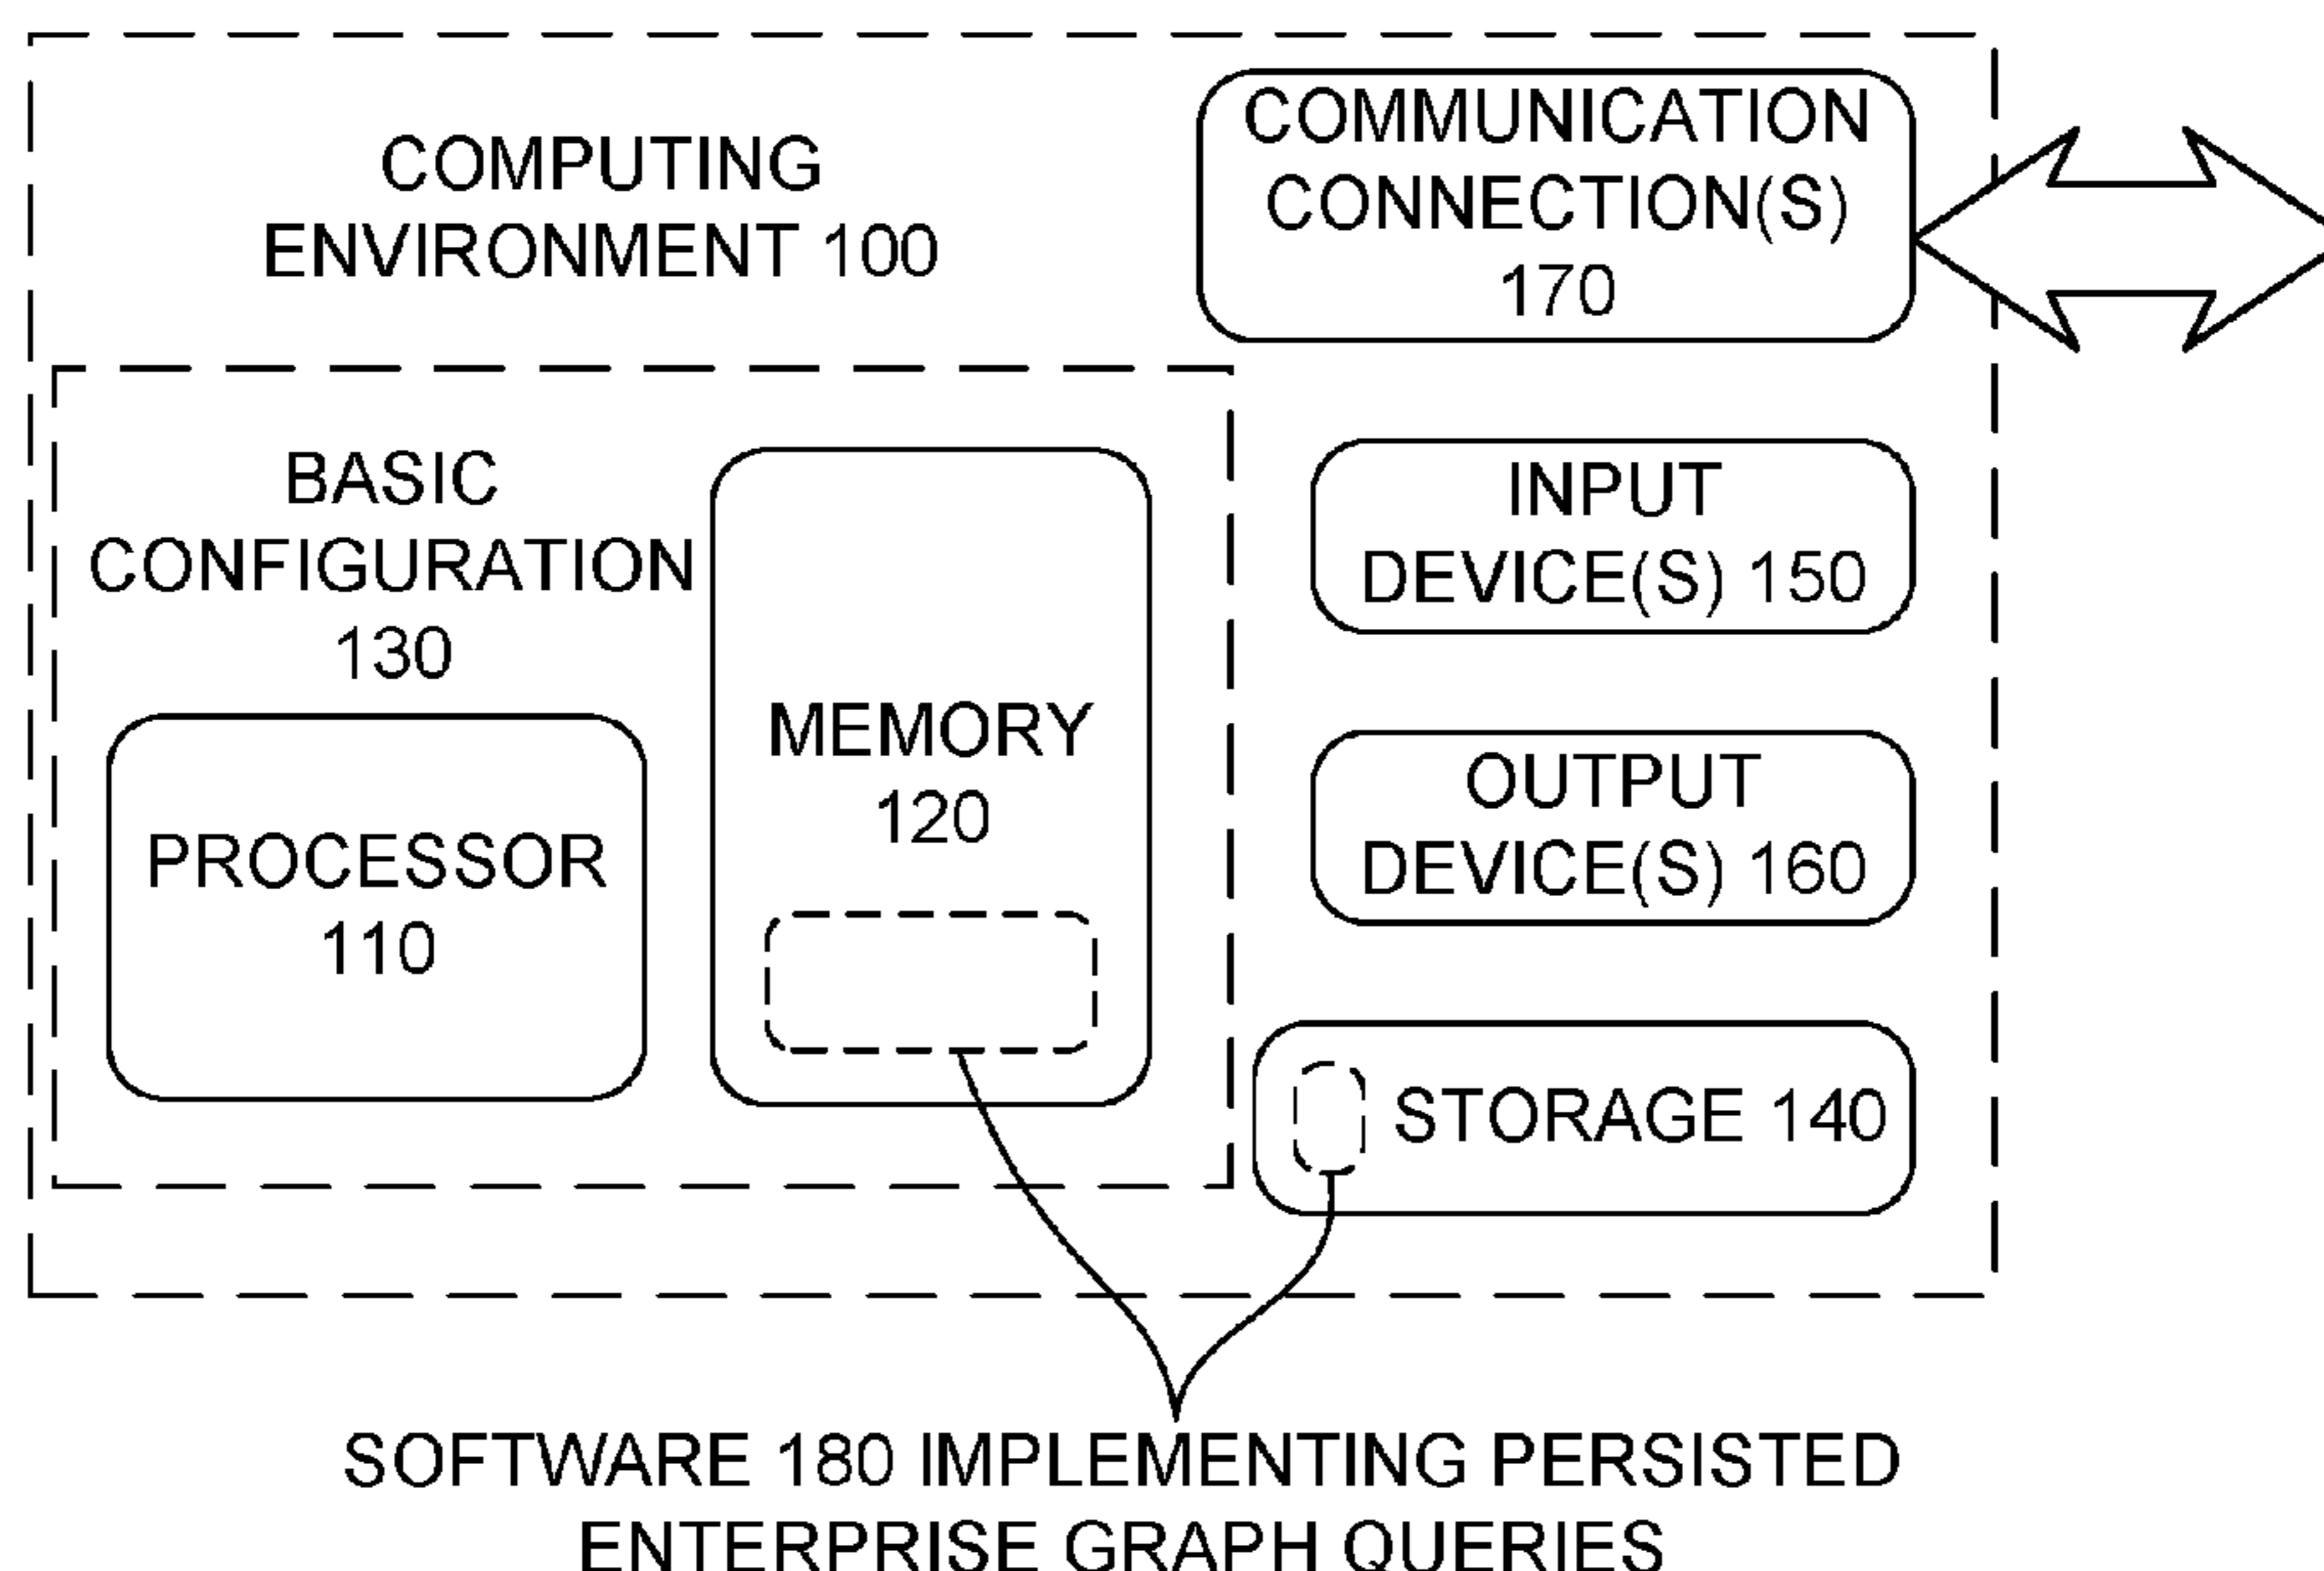 COMPUTING
ENVIRONMENT 100
COMMUNICATION
CONNECTION(S)
170
BASIC
CONFIGURATION
130
PROCESSOR
110
MEMORY
120
INPUT
DEVICE(S) 150
OUTPUT
DEVICE(S) 160
STORAGE 140
SOFTWARE 180 IMPLEMENTING PERSISTED
ENTERPRISE GRAPH QUERIES